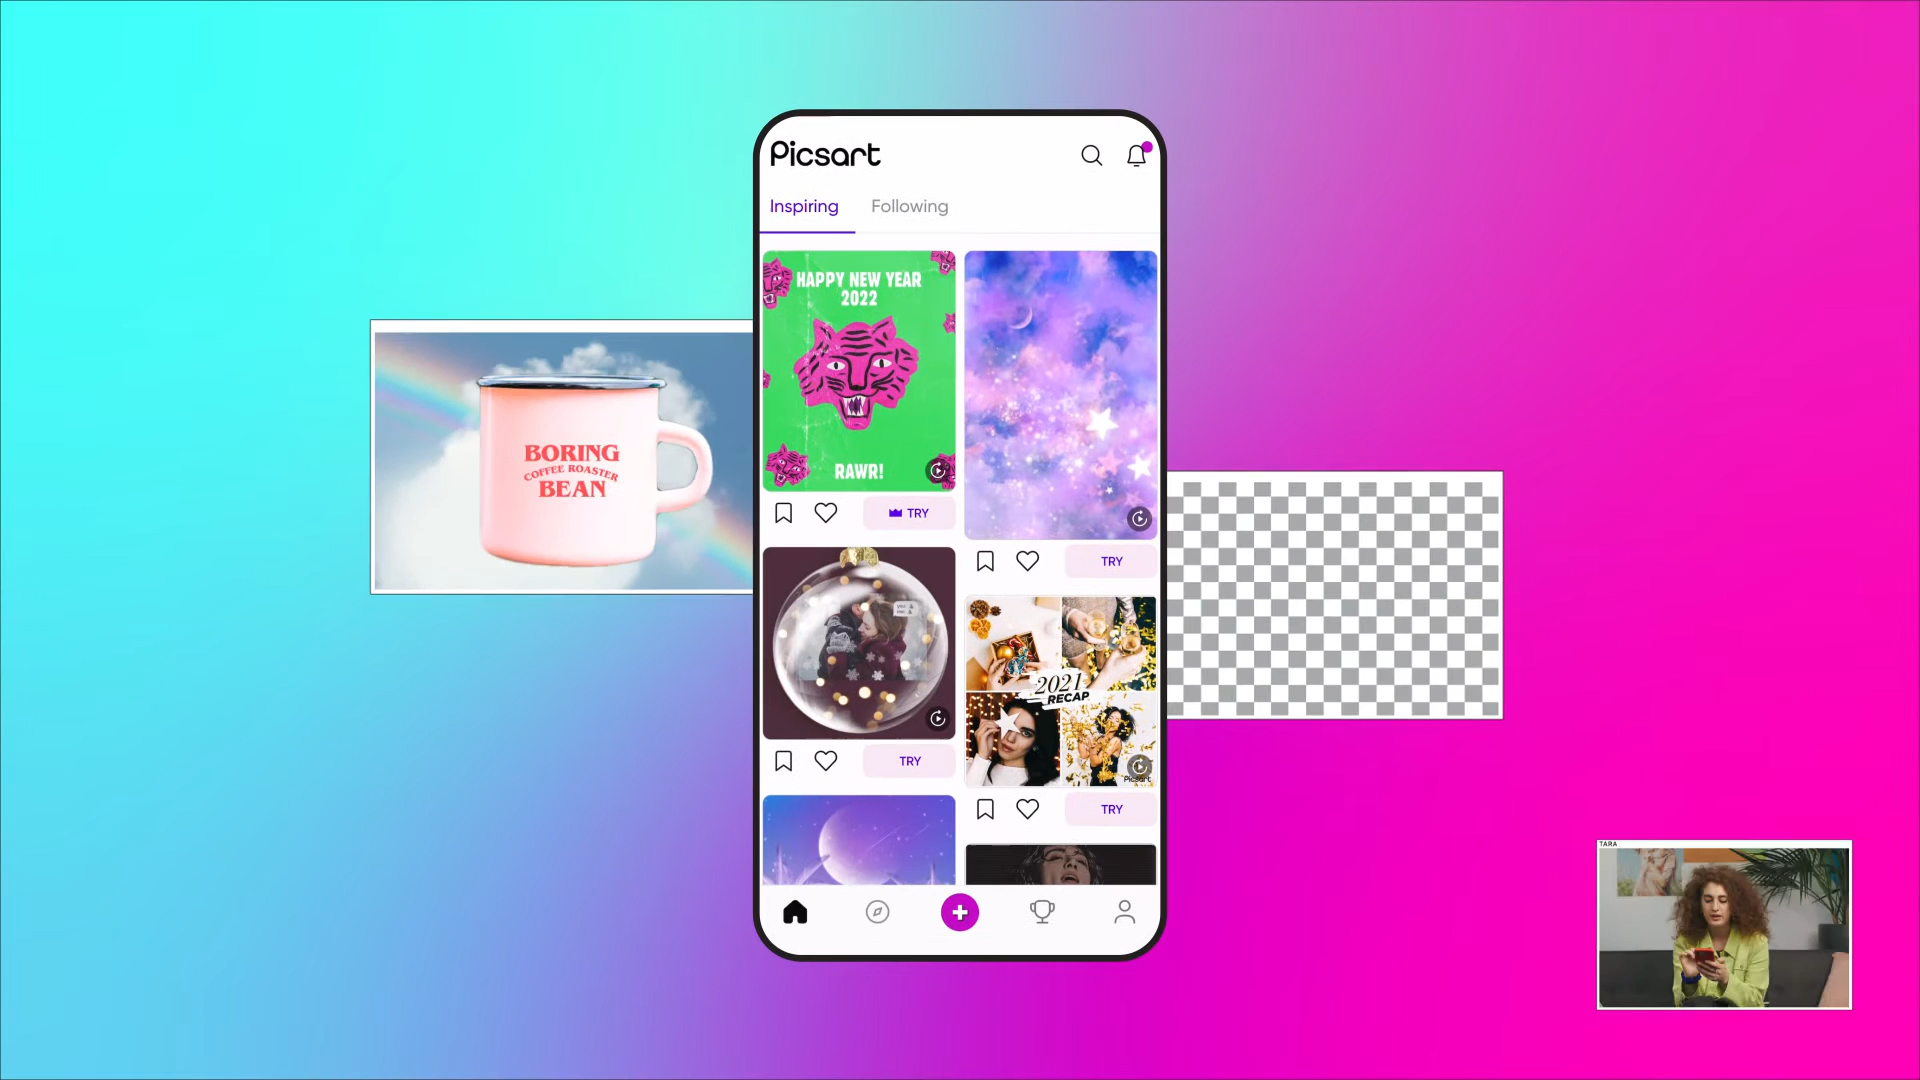 Picsart
Inspiring
Following
HAPPY NEW YEAR
2022
RAWR!
TRY
TRY
BORING
COFFEE ROASTER
BEAN
2021
RECAP
Picsart
TRY
TRY
TARA